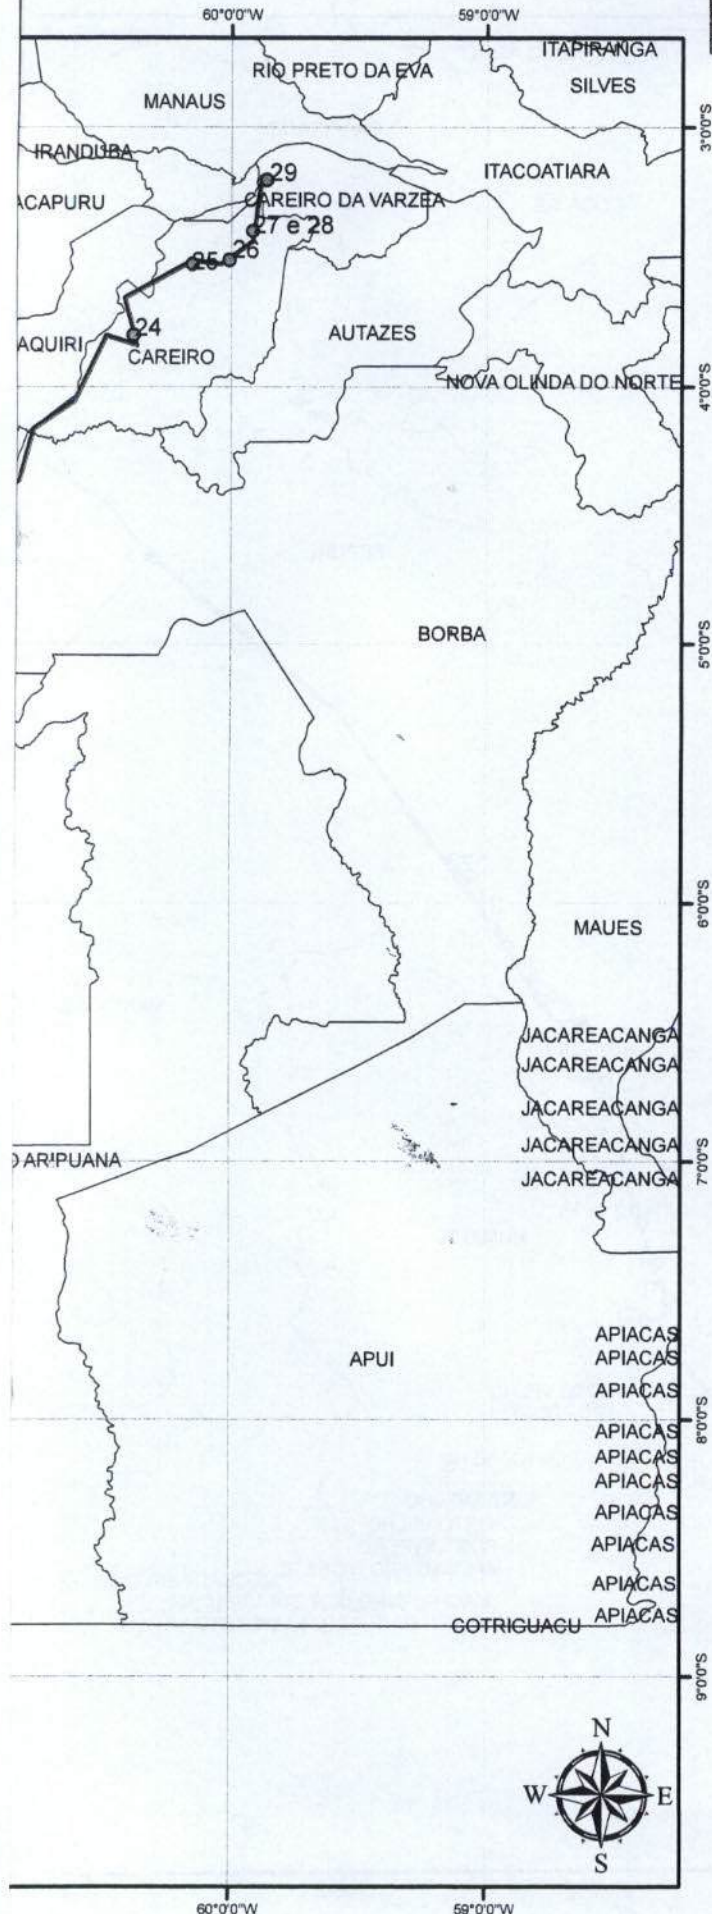 60°0'0"W 59°0'0"W
ITAPIRANGA
RIO PRETO DA EVA
SILVES
MANAUS
3°0'0"S
IRANDUBA
ITACOATIARA
29
ACAPURU
CAREIRO DA VARZEA
27 e 28
26
25
24
AUTAZES
AQUIRI
CAREIRO
NOVA OLINDA DO NORTE
4°0'0"S
BORBA
5°0'0"S
6°0'0"S
MAUES
JACAREACANGA
JACAREACANGA
JACAREACANGA
JACAREACANGA
O ARIPUANA
7°0'0"S
JACAREACANGA
APIACAS
APUI
APIACAS
APIACAS
8°0'0"S
APIACAS
APIACAS
APIACAS
APIACAS
APIACAS
APIACAS
APIACAS
COTRIGUACU
9°0'0"S
N
W E
S
60°0'0"W 59°0'0"W